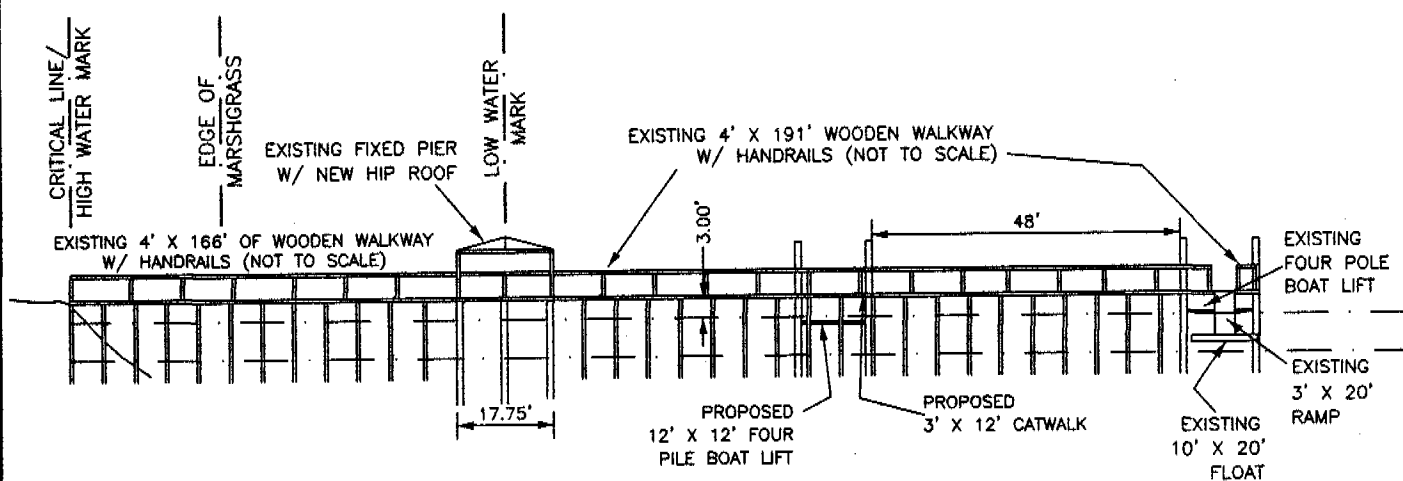 CRITICAL LINE/
HIGH WATER MARK
EDGE OF
MARSHGRASS
LOW WATER
MARK
EXISTING FIXED PIER
W/ NEW HIP ROOF
EXISTING 4' X 191' WOODEN WALKWAY
W/ HANDRAILS (NOT TO SCALE)
EXISTING 4' X 166' OF WOODEN WALKWAY
W/ HANDRAILS (NOT TO SCALE)
3.00'
48'
EXISTING
FOUR POLE
BOAT LIFT
17.75'
PROPOSED
12' X 12' FOUR
PILE BOAT LIFT
PROPOSED
3' X 12' CATWALK
EXISTING
10' X 20'
FLOAT
EXISTING
3' X 20'
RAMP